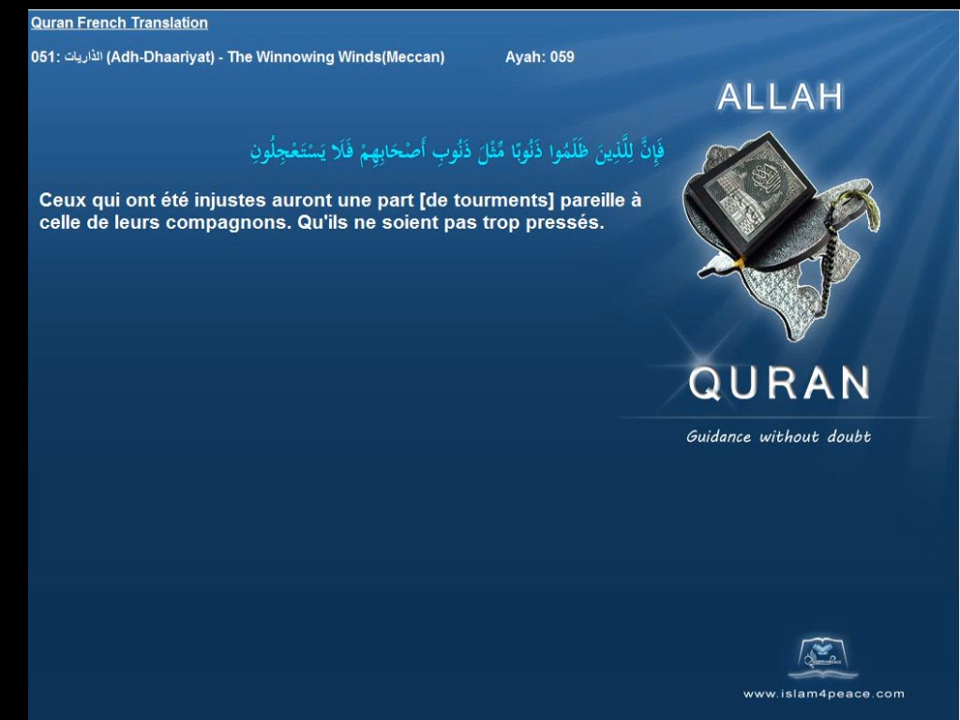 Quran French Translation
051: الذاريات (Adh-Dhaariyat) - The Winnowing Winds(Meccan) Ayah: 059
ALLAH
فَإِنَّ لِلَّذِينَ ظَلَمُوا ذَنُوبًا مِّثْلَ ذَنُوبِ أَصْحَابِهِمْ فَلَا يَسْتَعْجِلُونِ
Ceux qui ont été injustes auront une part [de tourments] pareille à
celle de leurs compagnons. Qu'ils ne soient pas trop pressés.
QURAN
Guidance without doubt
www.islam4peace.com